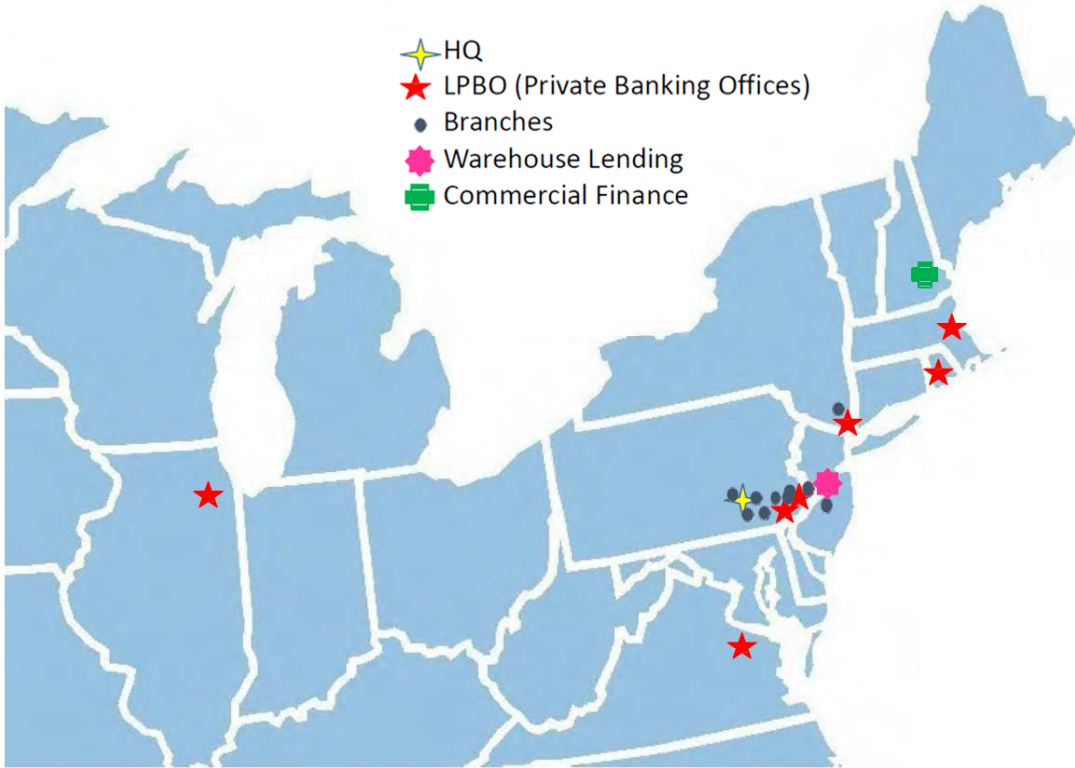 HQ
LPBO (Private Banking Offices)
Branches
Warehouse Lending
Commercial Finance